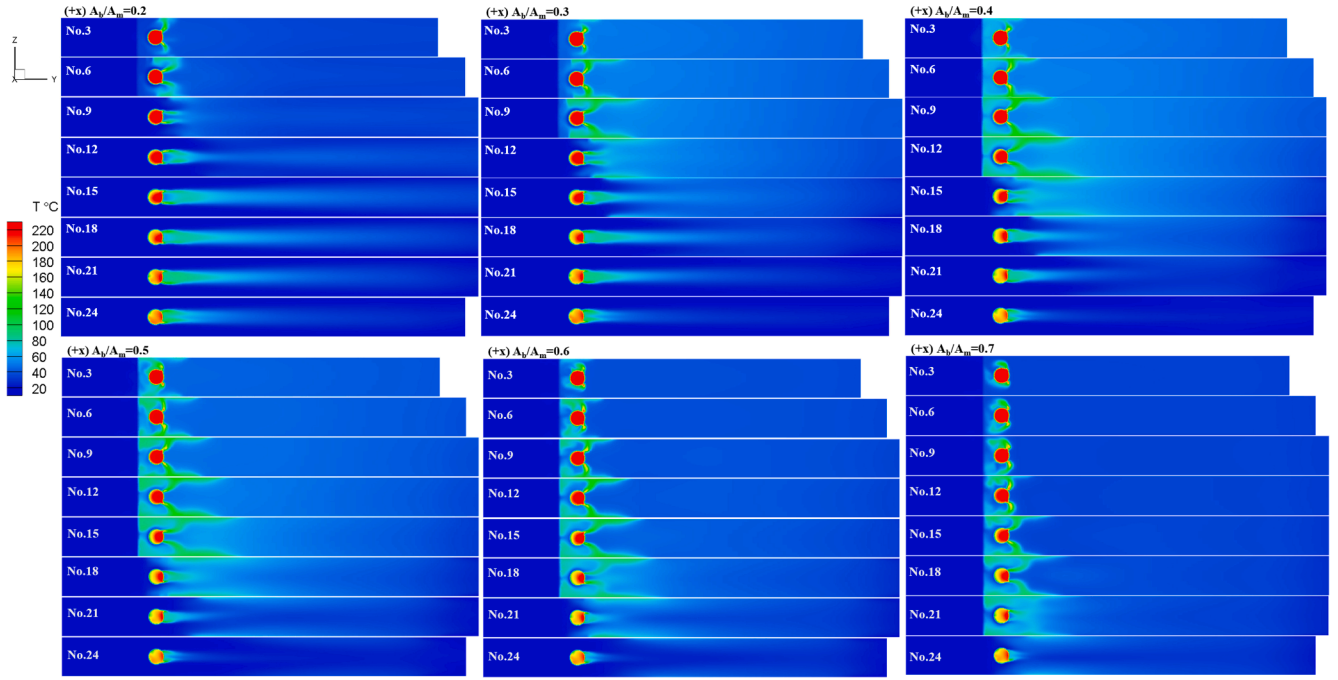 (+x) Ab/Am=0.2
No.3
No.6
No.9
No.12
No.15
No.18
No.21
No.24
(+x) Ab/Am=0.3
No.3
No.6
No.9
No.12
No.15
No.18
No.21
No.24
(+x) Ab/Am=0.4
No.3
No.6
No.9
No.12
No.15
No.18
No.21
No.24
Z
X
Y
T °C
220
200
180
160
140
120
100
80
60
40
20
(+x) Ab/Am=0.5
No.3
No.6
No.9
No.12
No.15
No.18
No.21
No.24
(+x) Ab/Am=0.6
No.3
No.6
No.9
No.12
No.15
No.18
No.21
No.24
(+x) Ab/Am=0.7
No.3
No.6
No.9
No.12
No.15
No.18
No.21
No.24